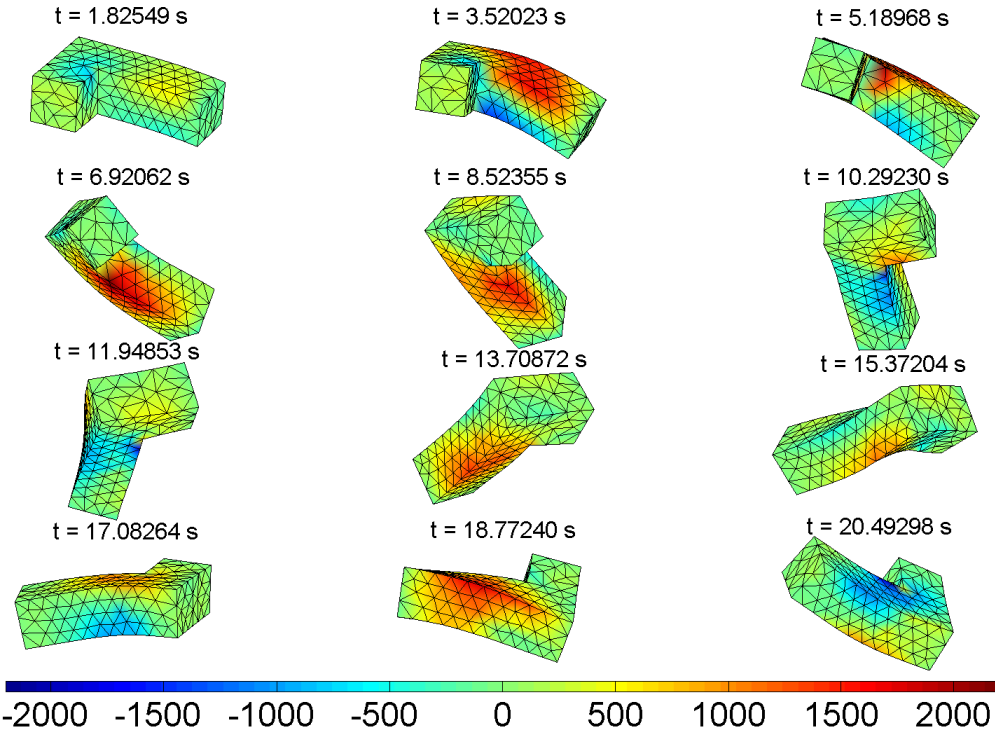 t = 1.82549 s
t = 3.52023 s
t = 5.18968 s
t = 6.92062 s
t = 8.52355 s
t = 10.29230 s
t = 11.94853 s
t = 13.70872 s
t = 15.37204 s
t = 17.08264 s
t = 18.77240 s
t = 20.49298 s
-2000 -1500 -1000 -500 0 500 1000 1500 2000